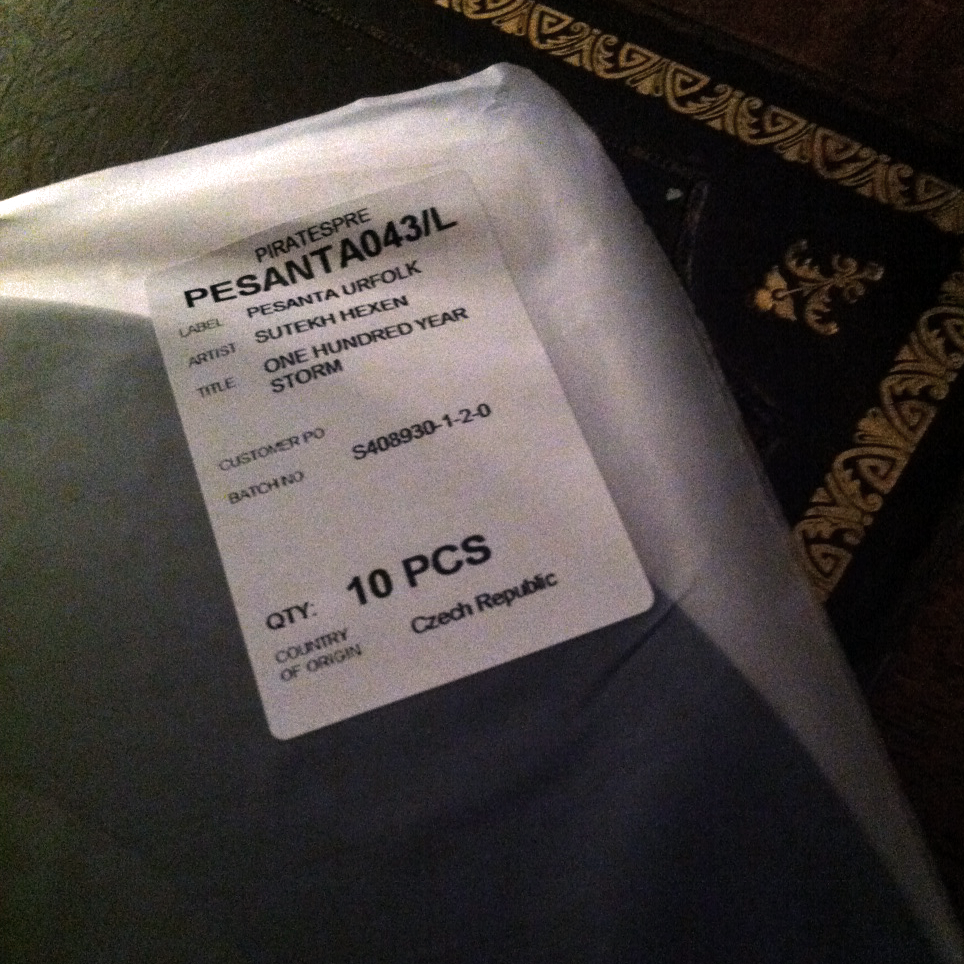 PIRATESPRE
PESANTA043/L
LABEL PESANTA URFOLK
ARTIST SUTEKH HEXEN
TITLE ONE HUNDRED YEAR
STORM
CUSTOMER PO
BATCH NO S408930-1-2-0
QTY: 10 PCS
COUNTRY
OF ORIGIN Czech Republic